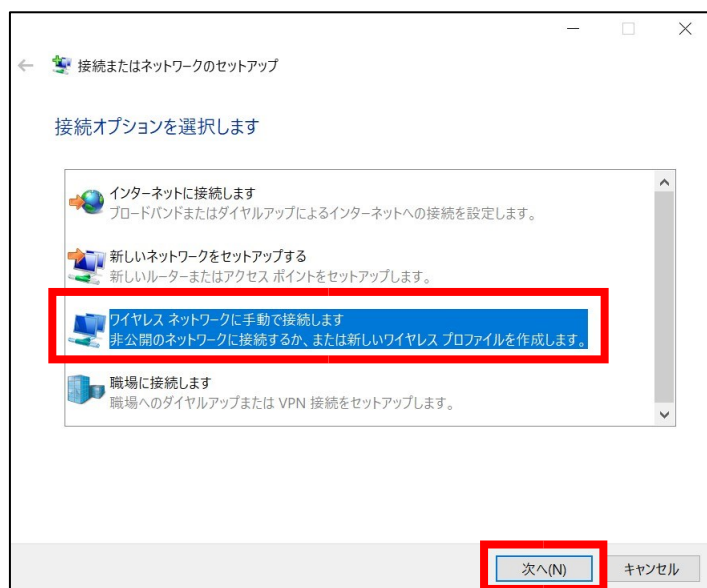 接続またはネットワークのセットアップ
接続オプションを選択します
インターネットに接続します
ブロードバンドまたはダイヤルアップによるインターネットへの接続を設定します。
新しいネットワークをセットアップする
新しいルーターまたはアクセス ポイントをセットアップします。
ワイヤレス ネットワークに手動で接続します
非公開のネットワークに接続するか、または新しいワイヤレス プロファイルを作成します。
職場に接続します
職場へのダイヤルアップまたは VPN 接続をセットアップします。
次へ(N)
キャンセル